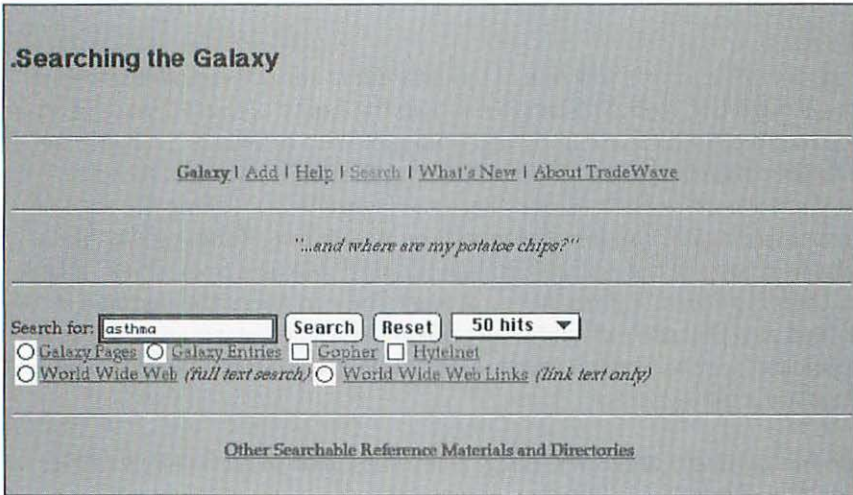 .Searching the Galaxy
Galaxy | Add | Help | Search | What's New | About TradeWave
"...and where are my potatoe chips?"
Search for: asthma Search Reset 50 hits
Galaxy Pages Galaxy Entries Gopher Hytelnet
World Wide Web (full text search) World Wide Web Links (link text only)
Other Searchable Reference Materials and Directories